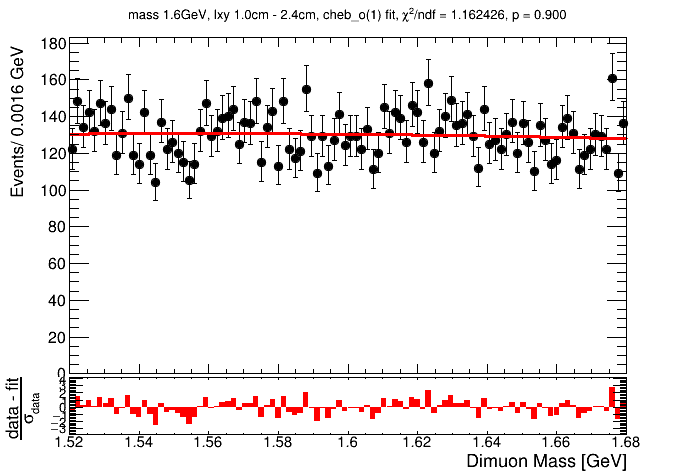 mass 1.6GeV, lxy 1.0cm - 2.4cm, cheb_o(1) fit, χ²/ndf = 1.162426, p = 0.900
Events/ 0.0016 GeV
180
160
140
120
100
80
60
40
20
0
data - fit
σdata
1.52 1.54 1.56 1.58 1.6 1.62 1.64 1.66 1.68
Dimuon Mass [GeV]